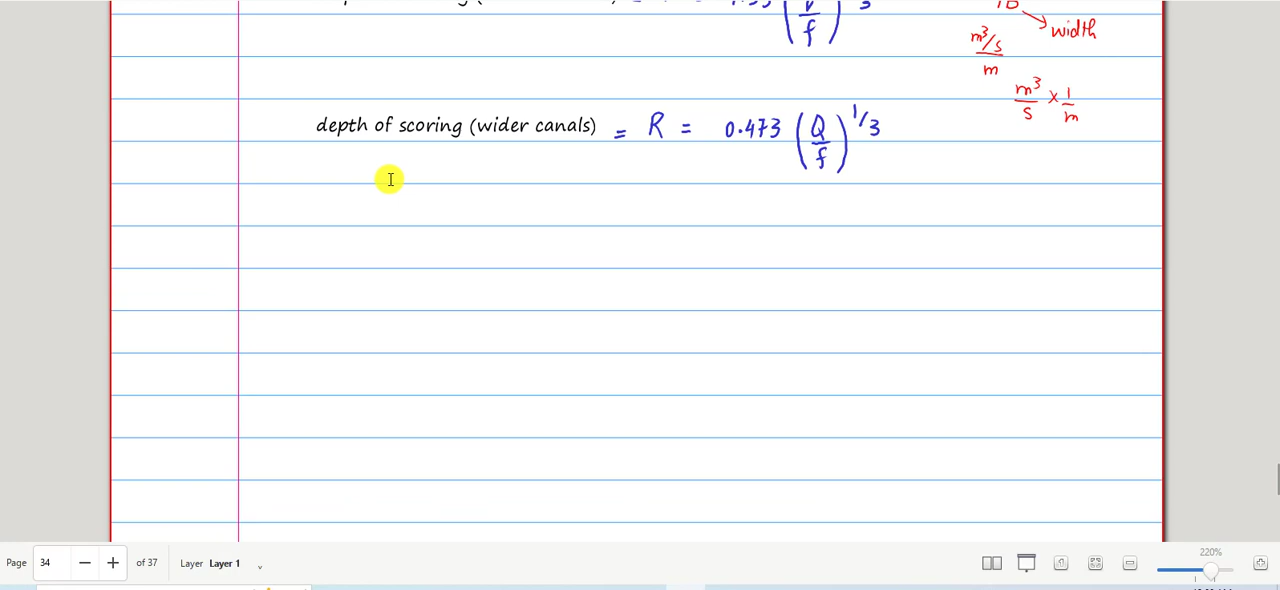 width
m³/s
m
m³/s × 1/m
depth of scoring (wider canals) = R = 0.473 (Q/f)^1/3
Page 34 of 37 Layer Layer 1 220%